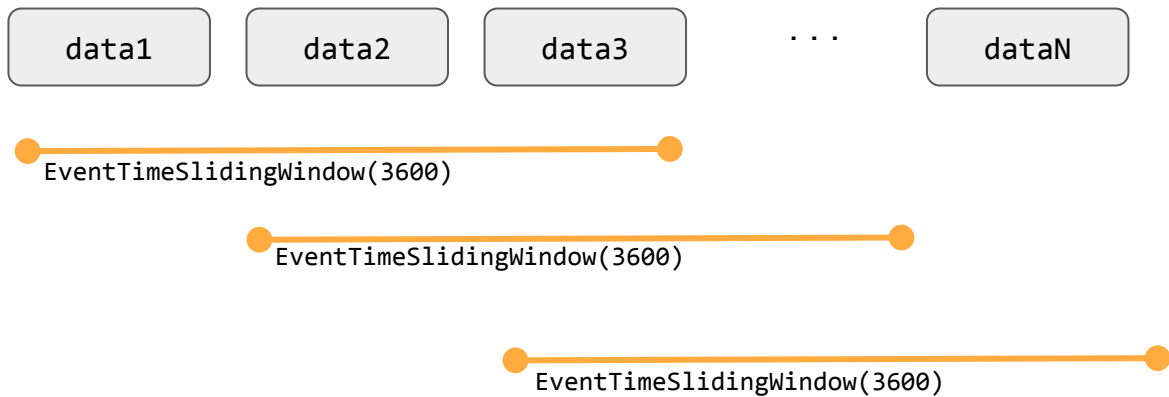 data1
data2
data3
...
dataN
EventTimeSlidingWindow(3600)
EventTimeSlidingWindow(3600)
EventTimeSlidingWindow(3600)